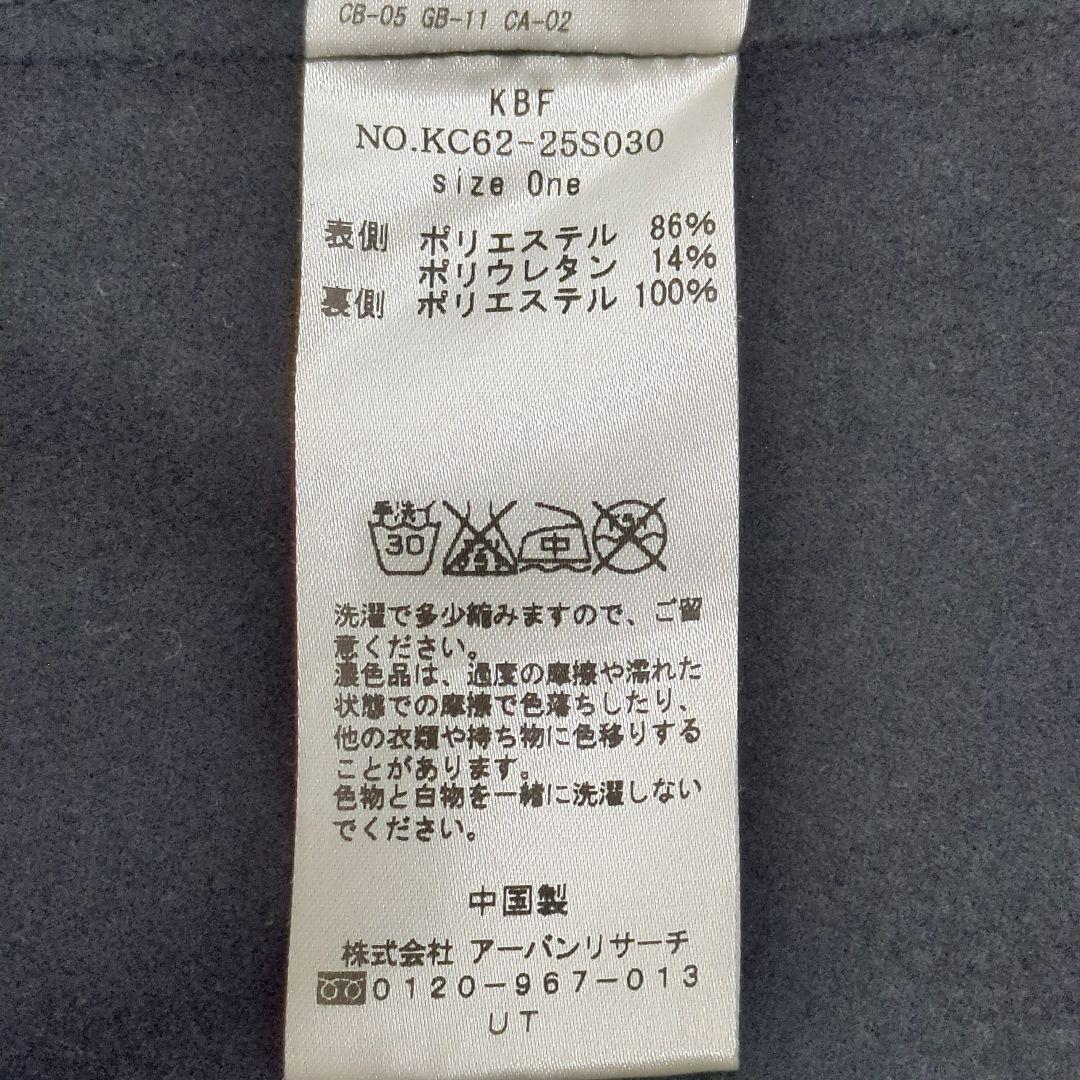 CB-05 GB-11 CA-02
KBF
NO.KC62-25S030
size One
表側 ポリエステル 86%
ポリウレタン 14%
裏側 ポリエステル 100%
手洗イ
30
中
洗濯で多少縮みますので、ご留
意ください。
濃色品は、過度の摩擦や濡れた
状態での摩擦で色落ちしたり、
他の衣類や持ち物に色移りする
ことがあります。
色物と白物を一緒に洗濯しない
でください。
中国製
株式会社 アーバンリサーチ
0120-967-013
UT